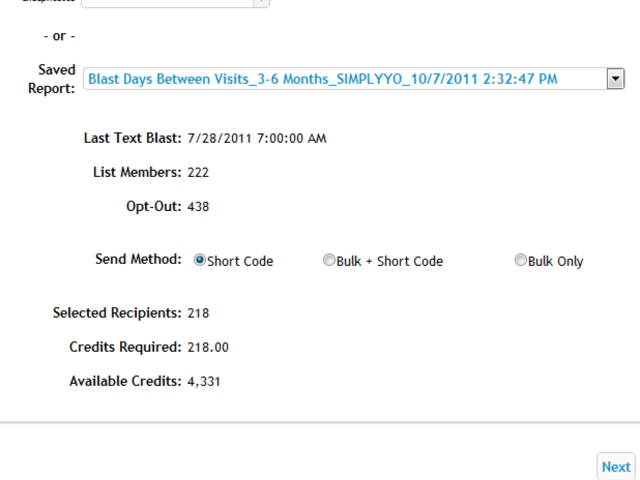 - or -
Saved Report: Blast Days Between Visits_3-6 Months_SIMPLYYO_10/7/2011 2:32:47 PM
Last Text Blast: 7/28/2011 7:00:00 AM
List Members: 222
Opt-Out: 438
Send Method: Short Code Bulk + Short Code Bulk Only
Selected Recipients: 218
Credits Required: 218.00
Available Credits: 4,331
Next